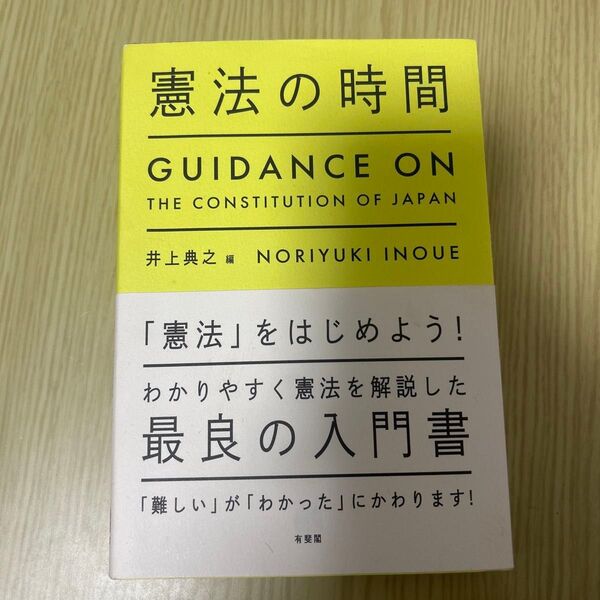 憲法の時間
GUIDANCE ON
THE CONSTITUTION OF JAPAN
井上典之 編 NORIYUKI INOUE
「憲法」をはじめよう!
わかりやすく憲法を解説した
最良の入門書
「難しい」が「わかった」にかわります!
有斐閣